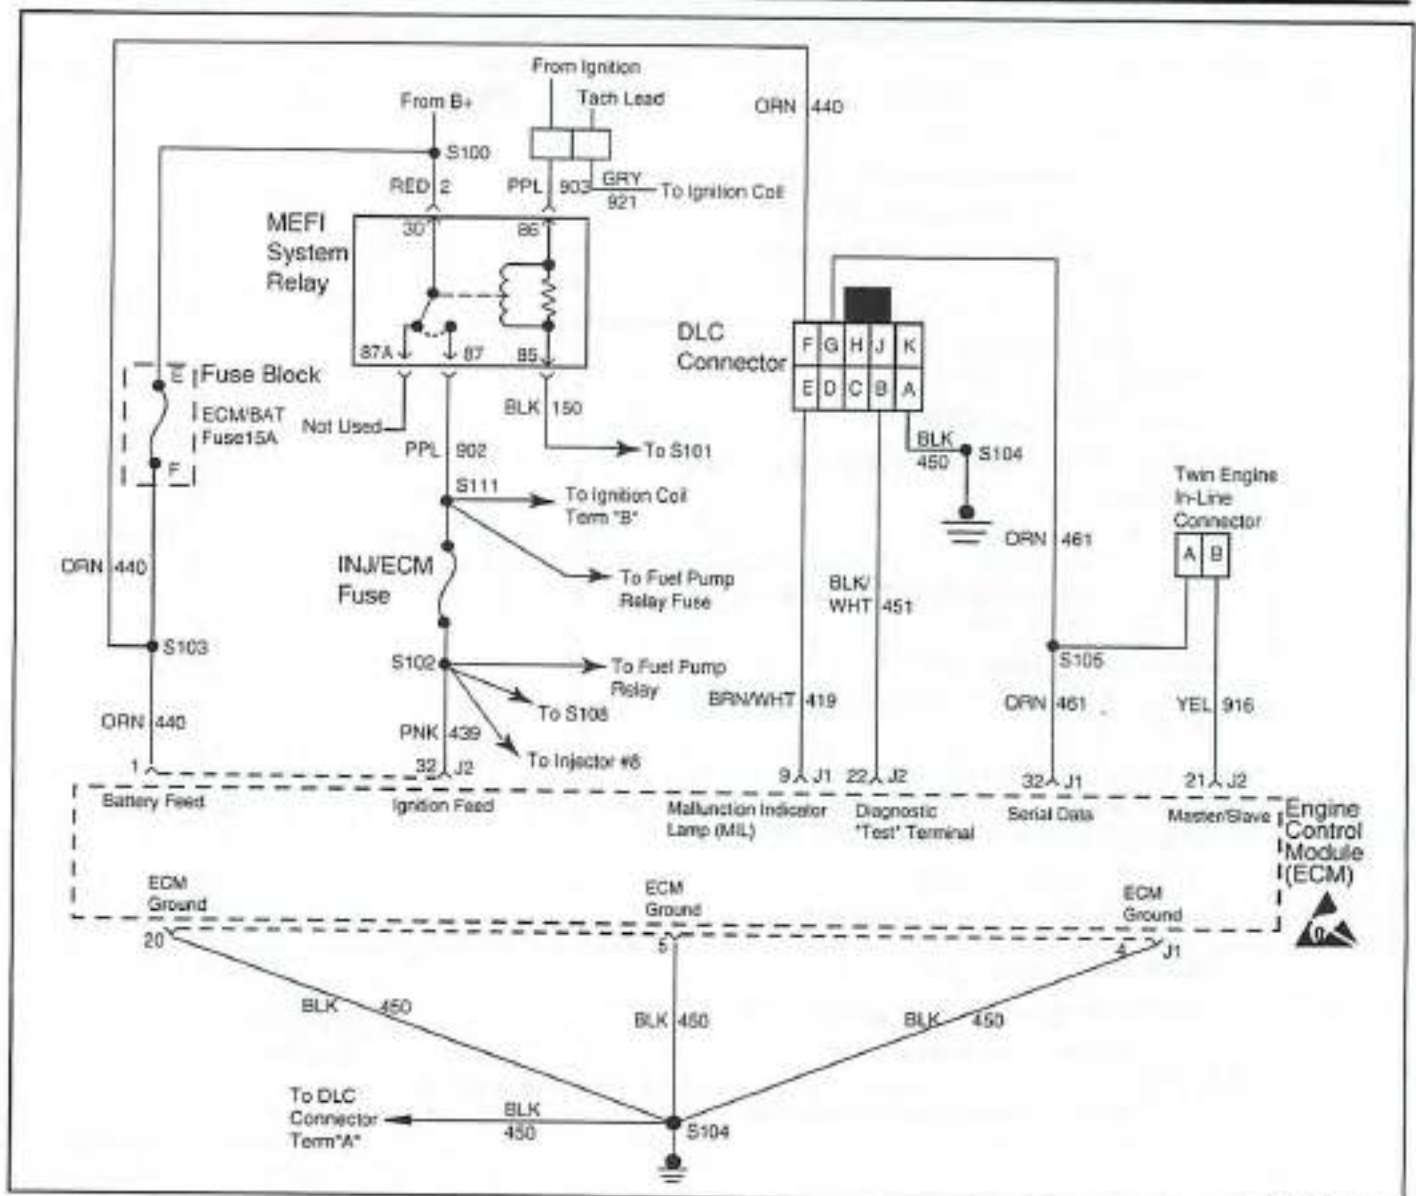 From Ignition
From B+
Tach Lead
ORN 440
S100
RED 2
PPL 903
GRY
921
To Ignition Coil
MEFI
System
Relay
30
86
87A
87
85
DLC
Connector
F G H J K
E D C B A
E
Fuse Block
ECM/BAT
Fuse15A
F
Not Used
BLK 150
To S101
PPL 902
S111
To Ignition Coil
Term "B"
BLK
450
S104
Twin Engine
In-Line
Connector
A B
ORN 461
ORN 440
INJ/ECM
Fuse
To Fuel Pump
Relay Fuse
BLK/
WHT 451
S103
S102
To Fuel Pump
Relay
S105
To S108
BRN/WHT 419
ORN 461
YEL 916
ORN 440
PNK 439
To Injector #8
1
32 J2
9 J1
22 J2
32 J1
21 J2
Battery Feed
Ignition Feed
Malfunction Indicator
Lamp (MIL)
Diagnostic
"Test" Terminal
Serial Data
Master/Slave
Engine
Control
Module
(ECM)
ECM
Ground
ECM
Ground
ECM
Ground
20
5
4 J1
BLK 450
BLK 450
BLK 450
To DLC
Connector
Term"A"
BLK
450
S104